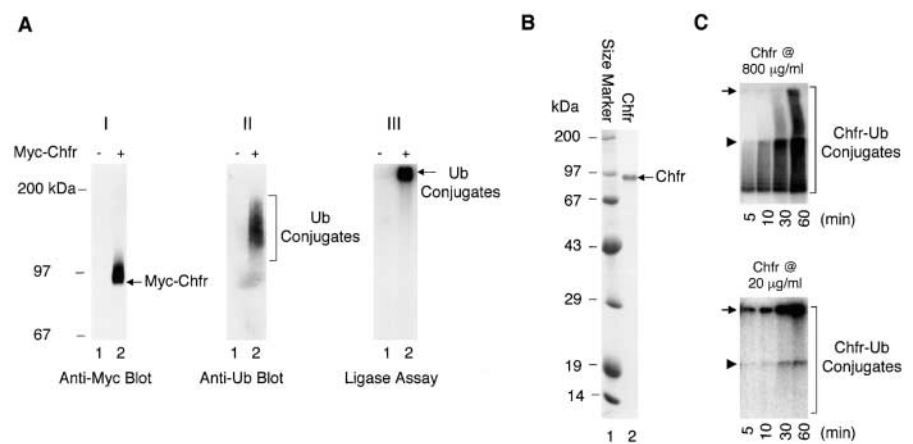 A
I
II
III
Myc-Chfr
- +
- +
- +
200 kDa
97
67
Myc-Chfr
Ub
Conjugates
Ub
Conjugates
1 2
1 2
1 2
Anti-Myc Blot
Anti-Ub Blot
Ligase Assay
B
Size Marker
Chfr
kDa
200
97
67
43
29
19
14
Chfr
1 2
C
Chfr @
800 μg/ml
Chfr-Ub
Conjugates
5 10 30 60 (min)
Chfr @
20 μg/ml
Chfr-Ub
Conjugates
5 10 30 60 (min)